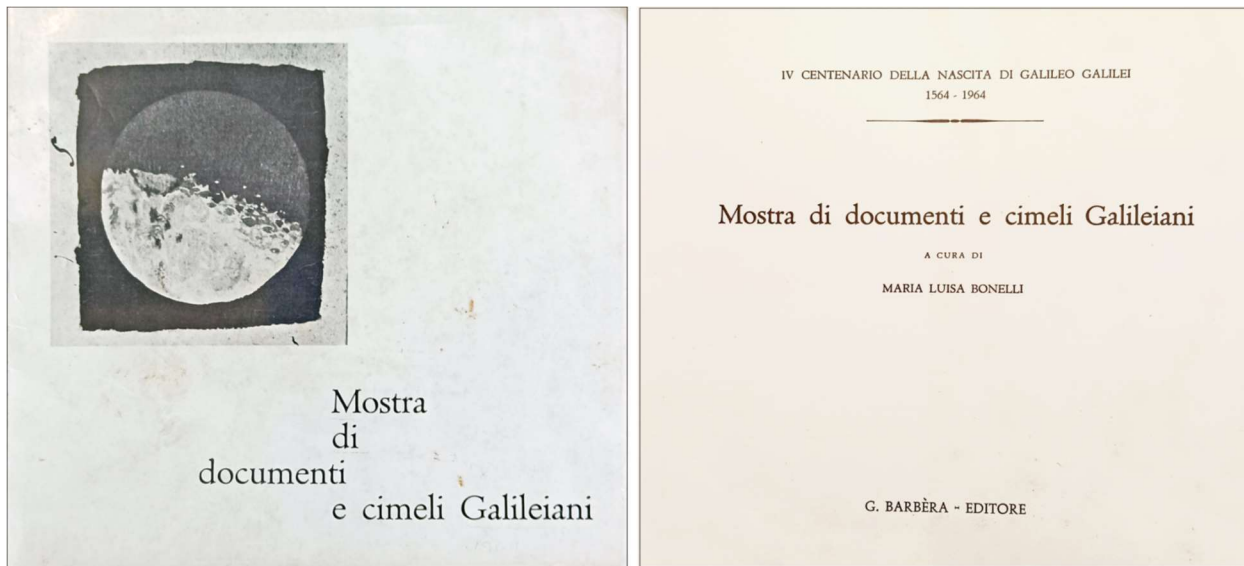 Mostra
di
documenti
e cimeli Galileiani
IV CENTENARIO DELLA NASCITA DI GALILEO GALILEI
1564 - 1964
Mostra di documenti e cimeli Galileiani
A CURA DI
MARIA LUISA BONELLI
G. BARBÈRA - EDITORE